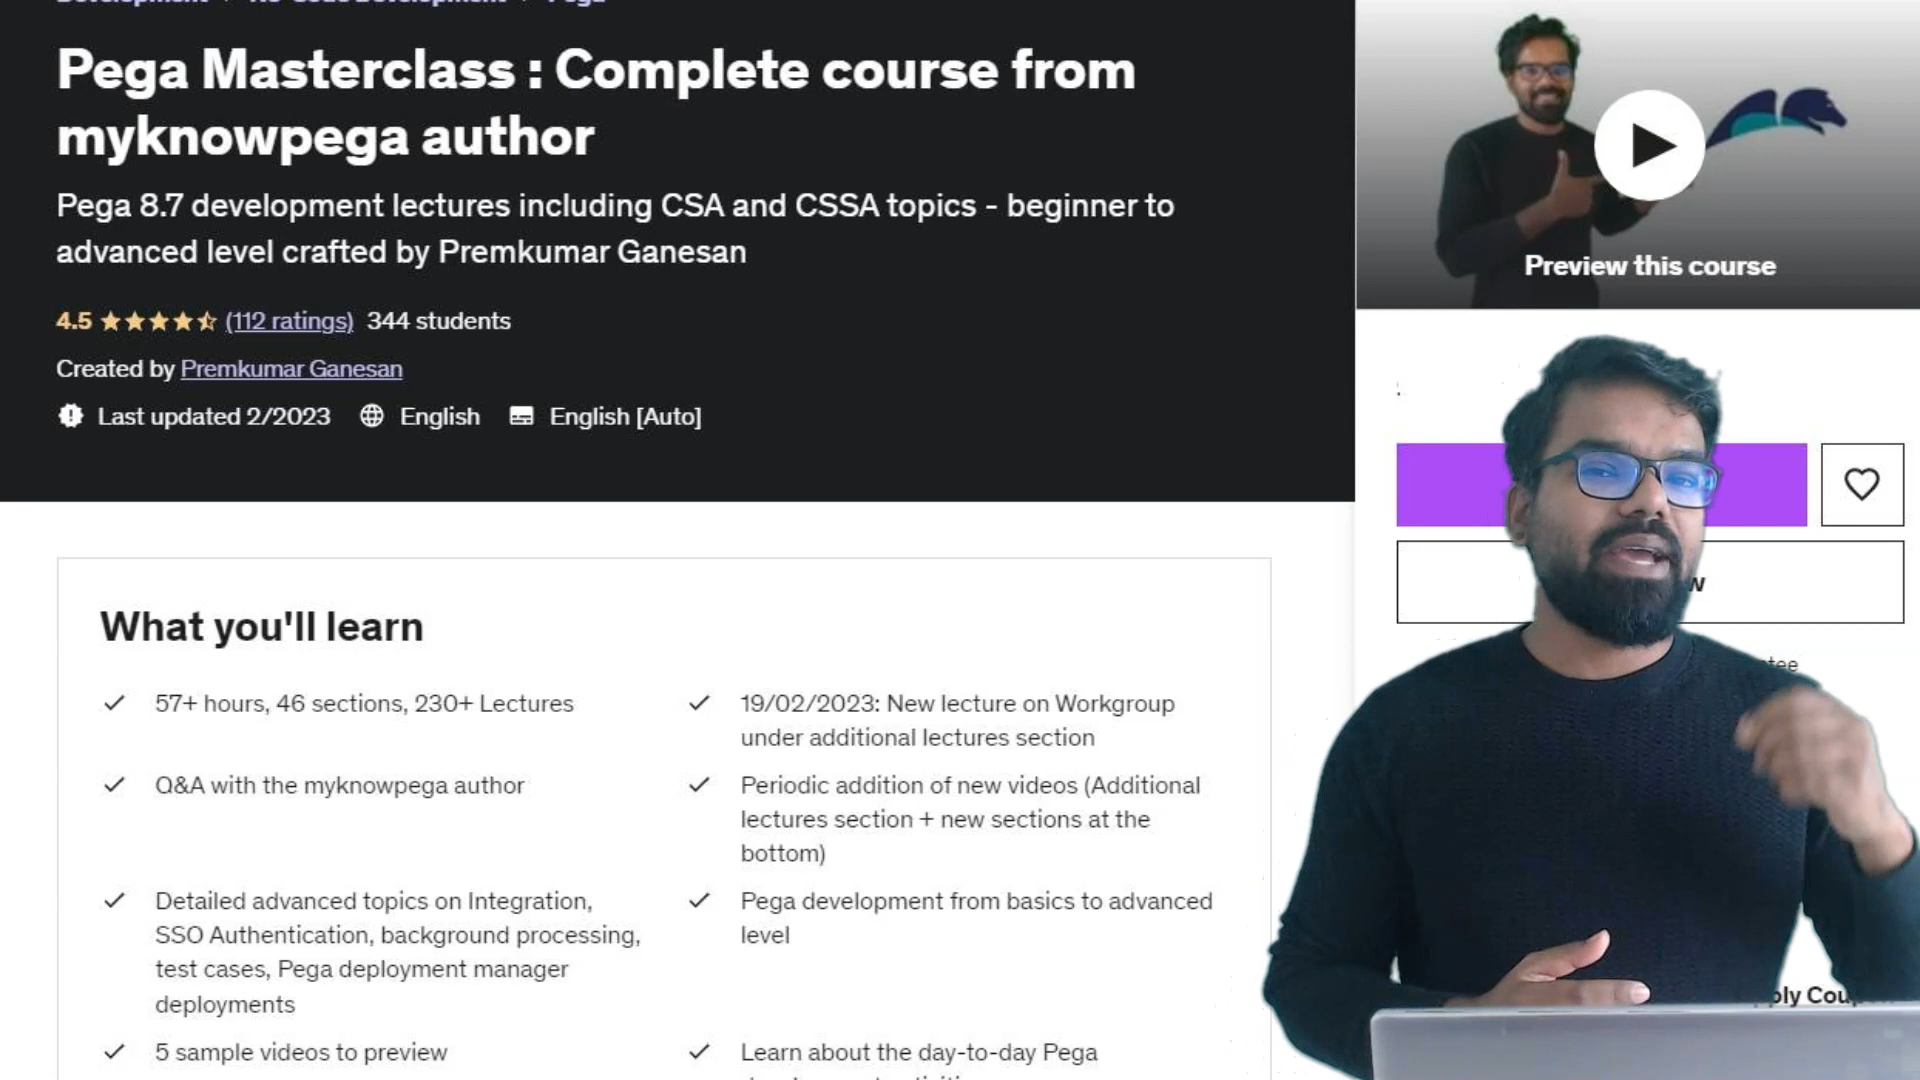 Development
No-Code Development
Pega
Pega Masterclass : Complete course from
myknowpega author
Pega 8.7 development lectures including CSA and CSSA topics - beginner to
advanced level crafted by Premkumar Ganesan
4.5 (112 ratings) 344 students
Created by Premkumar Ganesan
Last updated 2/2023 English English [Auto]
Preview this course
What you'll learn
57+ hours, 46 sections, 230+ Lectures
Q&A with the myknowpega author
Detailed advanced topics on Integration,
SSO Authentication, background processing,
test cases, Pega deployment manager
deployments
5 sample videos to preview
19/02/2023: New lecture on Workgroup
under additional lectures section
Periodic addition of new videos (Additional
lectures section + new sections at the
bottom)
Pega development from basics to advanced
level
Learn about the day-to-day Pega